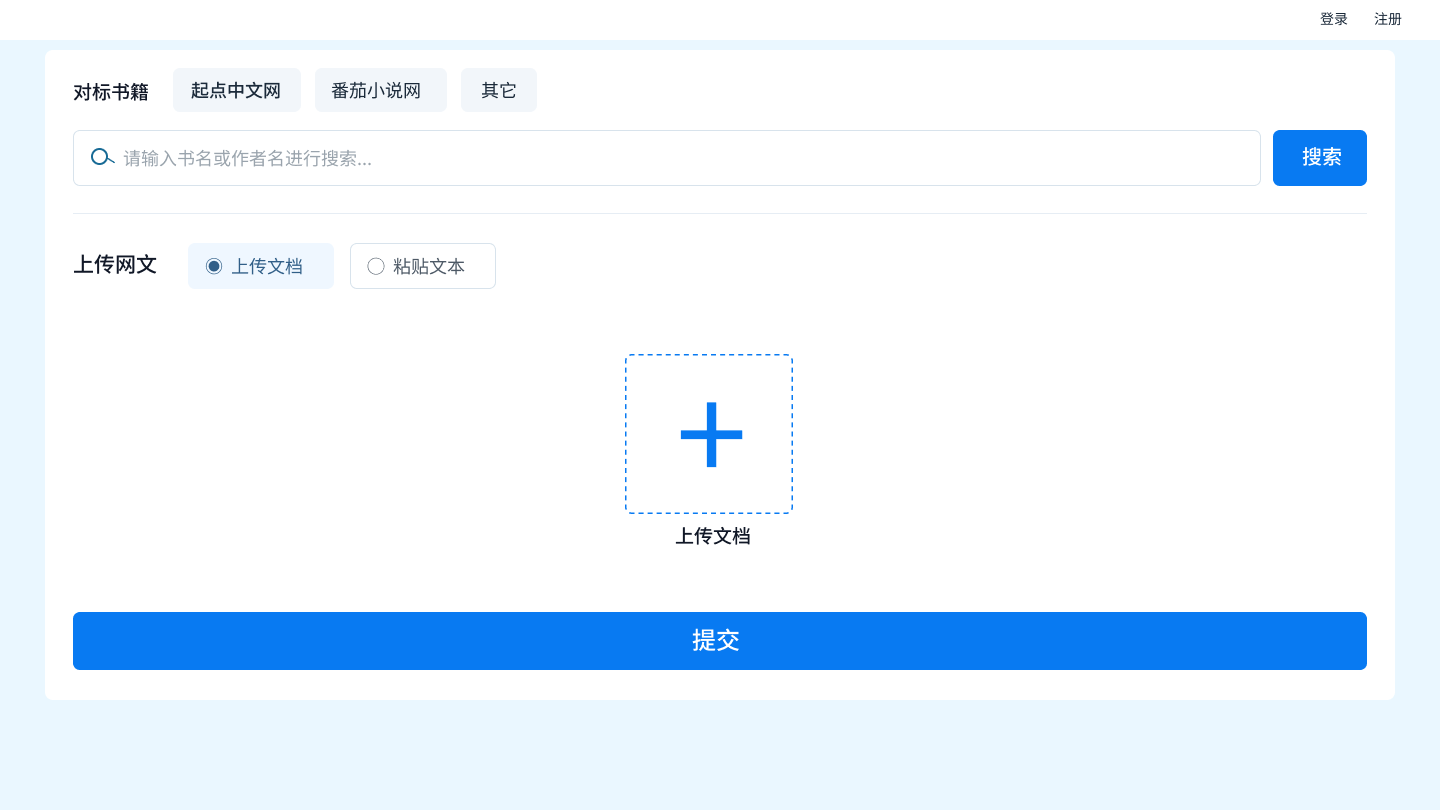 登录 注册
对标书籍 起点中文网 番茄小说网 其它
请输入书名或作者名进行搜索... 搜索
上传网文 上传文档 粘贴文本
上传文档
提交